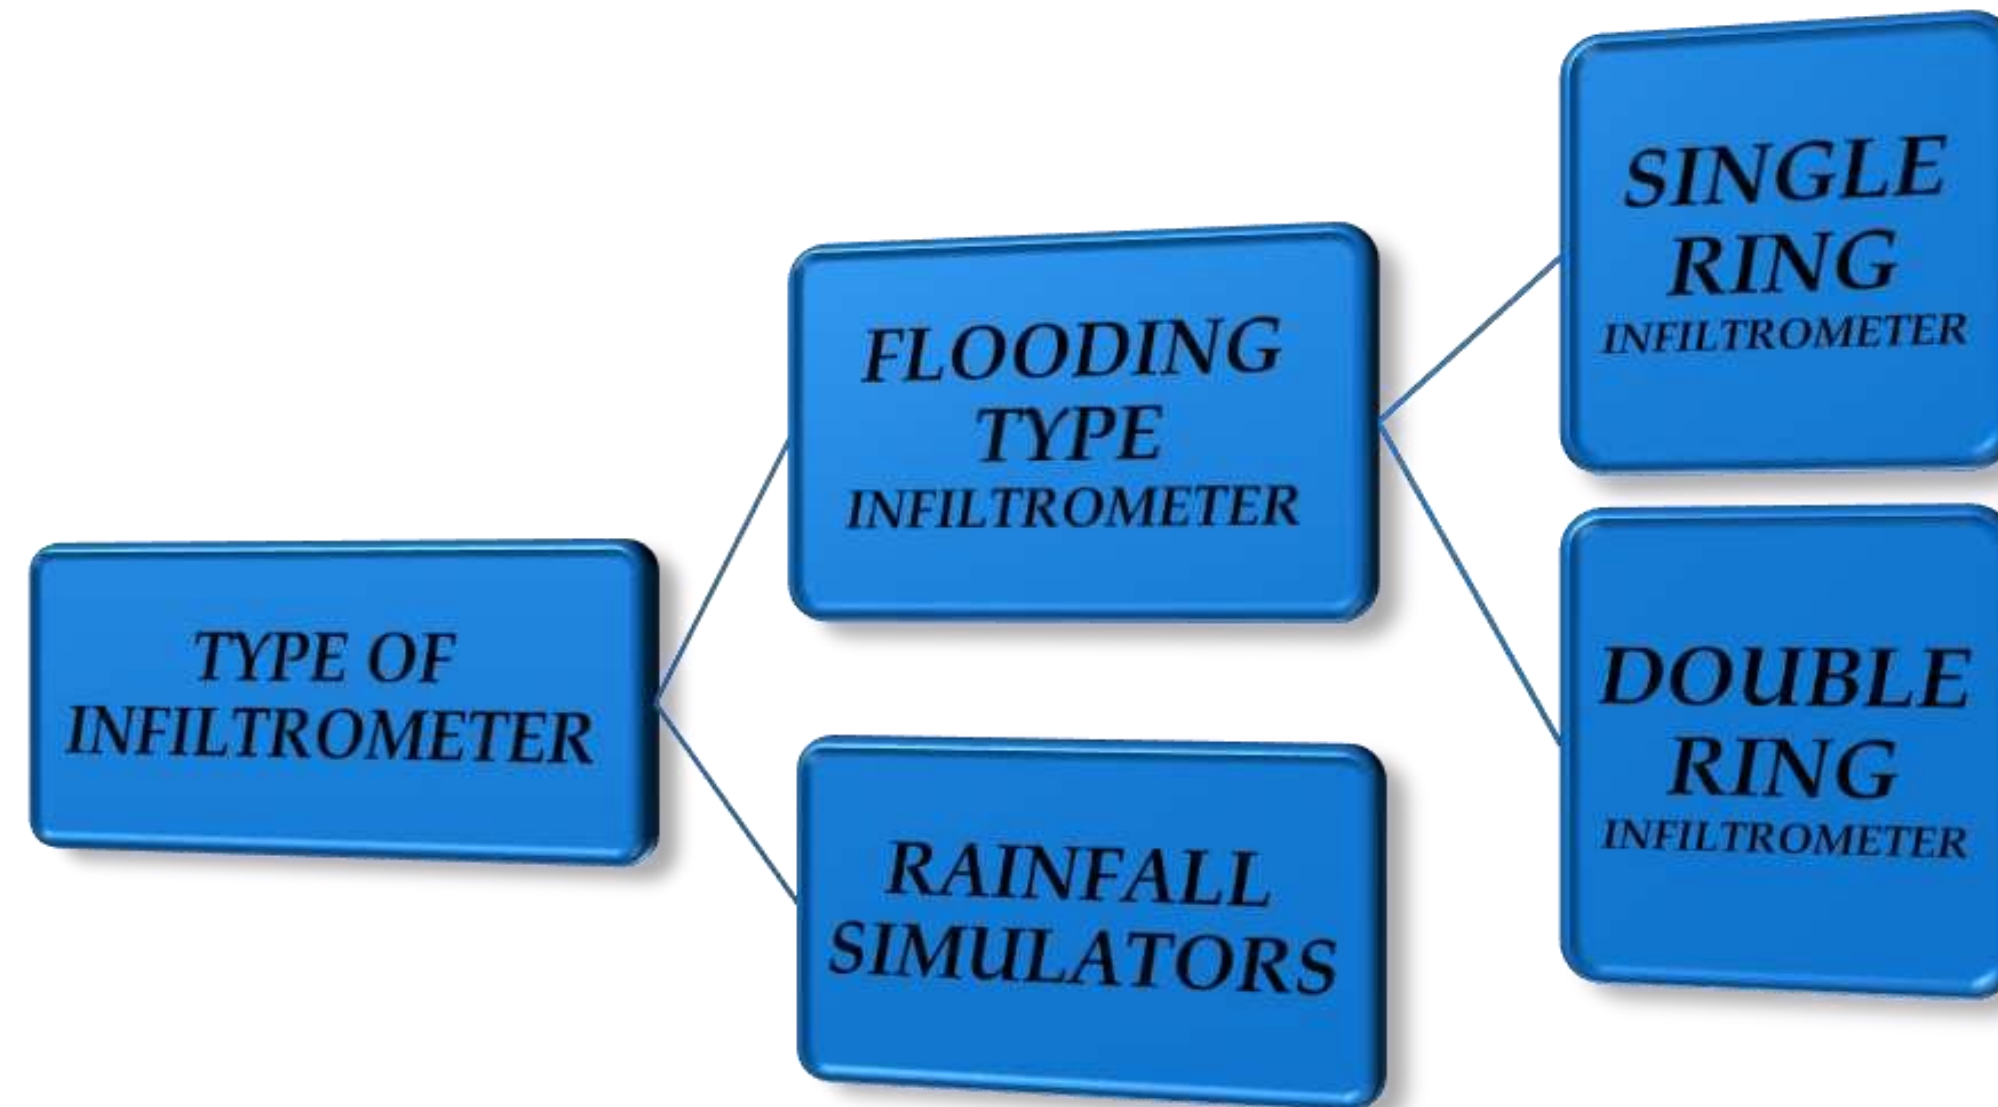 TYPE OF
INFILTROMETER
FLOODING
TYPE
INFILTROMETER
RAINFALL
SIMULATORS
SINGLE
RING
INFILTROMETER
DOUBLE
RING
INFILTROMETER